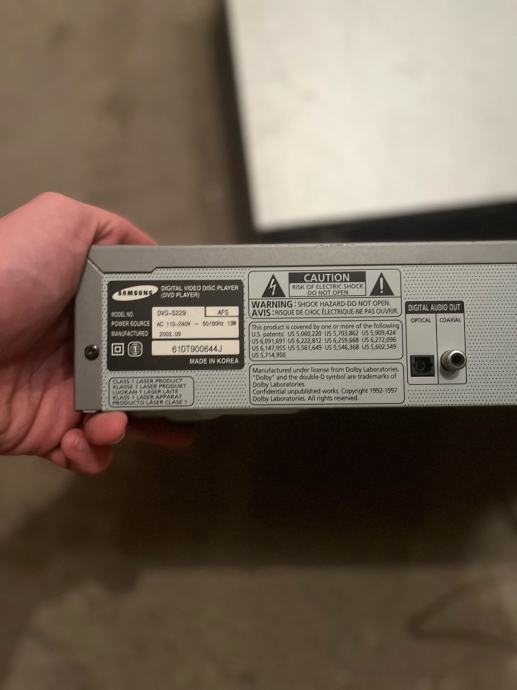 SAMSUNG
DIGITAL VIDEO DISC PLAYER
(DVD PLAYER)
MODEL NO. DVD-S229 AFS
POWER SOURCE AC 110-240V ~ 50/60Hz 13W
MANUFACTURED 2002.09
61DT900644J
MADE IN KOREA
CLASS 1 LASER PRODUCT
KLASSE 1 LASER PRODUKT
LUOKAN 1 LASER LAITE
KLASS 1 LASER APPARAT
PRODUCTO LÁSER CLASE 1
CAUTION
RISK OF ELECTRIC SHOCK
DO NOT OPEN
WARNING : SHOCK HAZARD-DO NOT OPEN.
AVIS : RISQUE DE CHOC ÉLECTRIQUE-NE PAS OUVRIR.
This product is covered by one or more of the following
U.S. patents: US 5,060,220 US 5,703,862 US 5,909,424
US 6,091,691 US 6,222,812 US 6,259,668 US 6,272,096
US 6,147,955 US 5,561,649 US 5,546,368 US 5,602,549
US 5,714,950
Manufactured under license from Dolby Laboratories.
"Dolby" and the double-D symbol are trademarks of
Dolby Laboratories.
Confidential unpublished works. Copyright 1992-1997
Dolby Laboratories. All rights reserved.
DIGITAL AUDIO OUT
OPTICAL COAXIAL